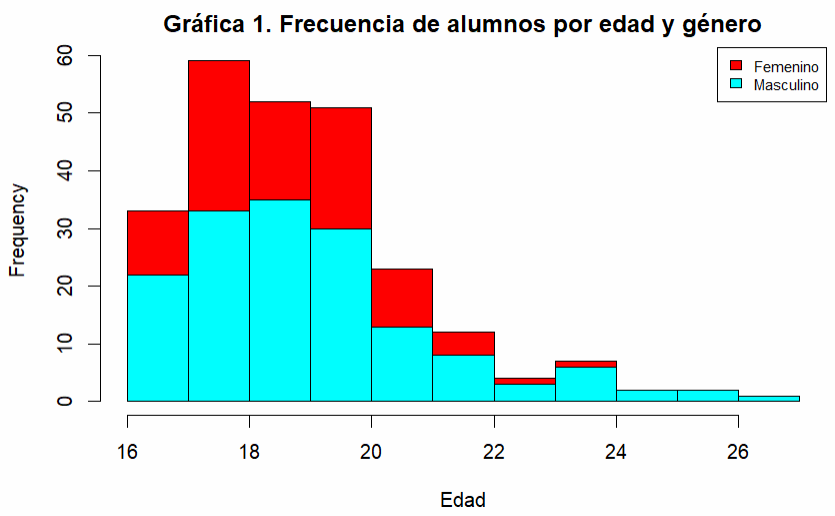 Gráfica 1. Frecuencia de alumnos por edad y género
Femenino
Masculino
Frequency
60
50
40
30
20
10
0
16 18 20 22 24 26
Edad